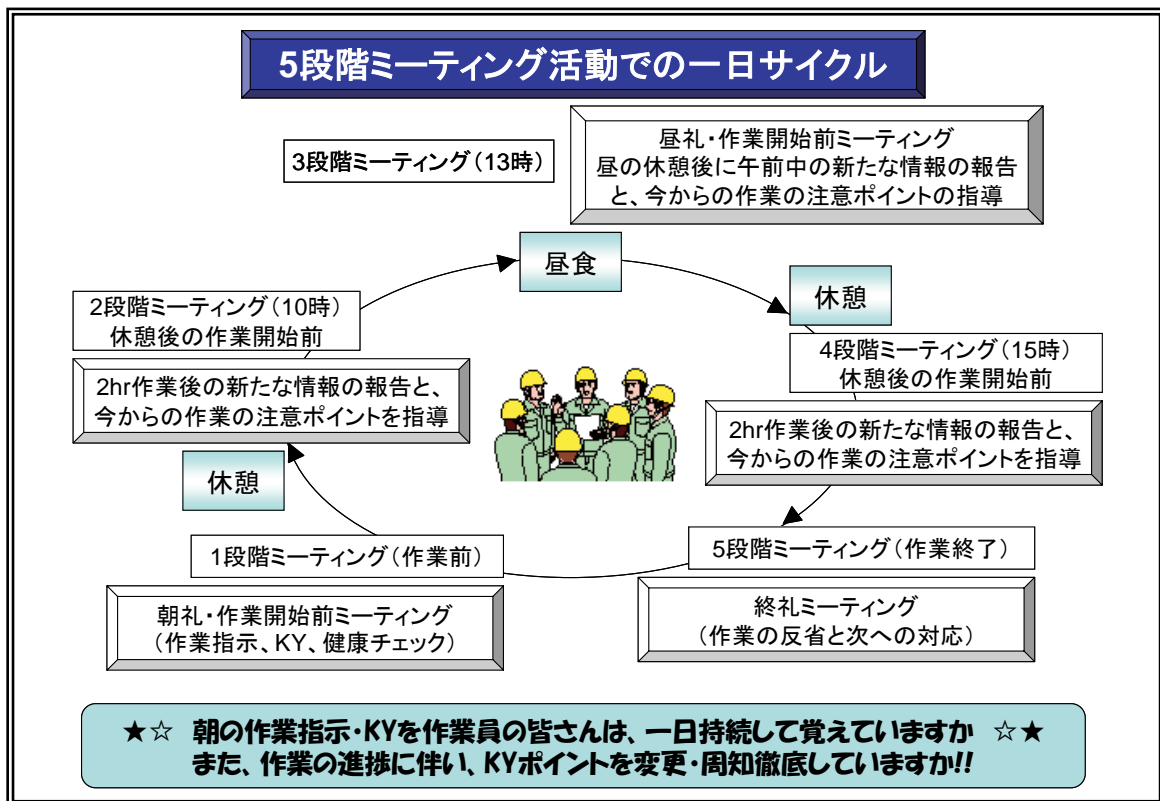 5段階ミーティング活動での一日サイクル
3段階ミーティング(13時)
昼礼・作業開始前ミーティング
昼の休憩後に午前中の新たな情報の報告
と、今からの作業の注意ポイントの指導
昼食
休憩
2段階ミーティング(10時)
休憩後の作業開始前
2hr作業後の新たな情報の報告と、
今からの作業の注意ポイントを指導
4段階ミーティング(15時)
休憩後の作業開始前
2hr作業後の新たな情報の報告と、
今からの作業の注意ポイントを指導
休憩
1段階ミーティング(作業前)
朝礼・作業開始前ミーティング
(作業指示、KY、健康チェック)
5段階ミーティング(作業終了)
終礼ミーティング
(作業の反省と次への対応)
★☆ 朝の作業指示・KYを作業員の皆さんは、一日持続して覚えていますか ☆★
また、作業の進捗に伴い、KYポイントを変更・周知徹底していますか!!